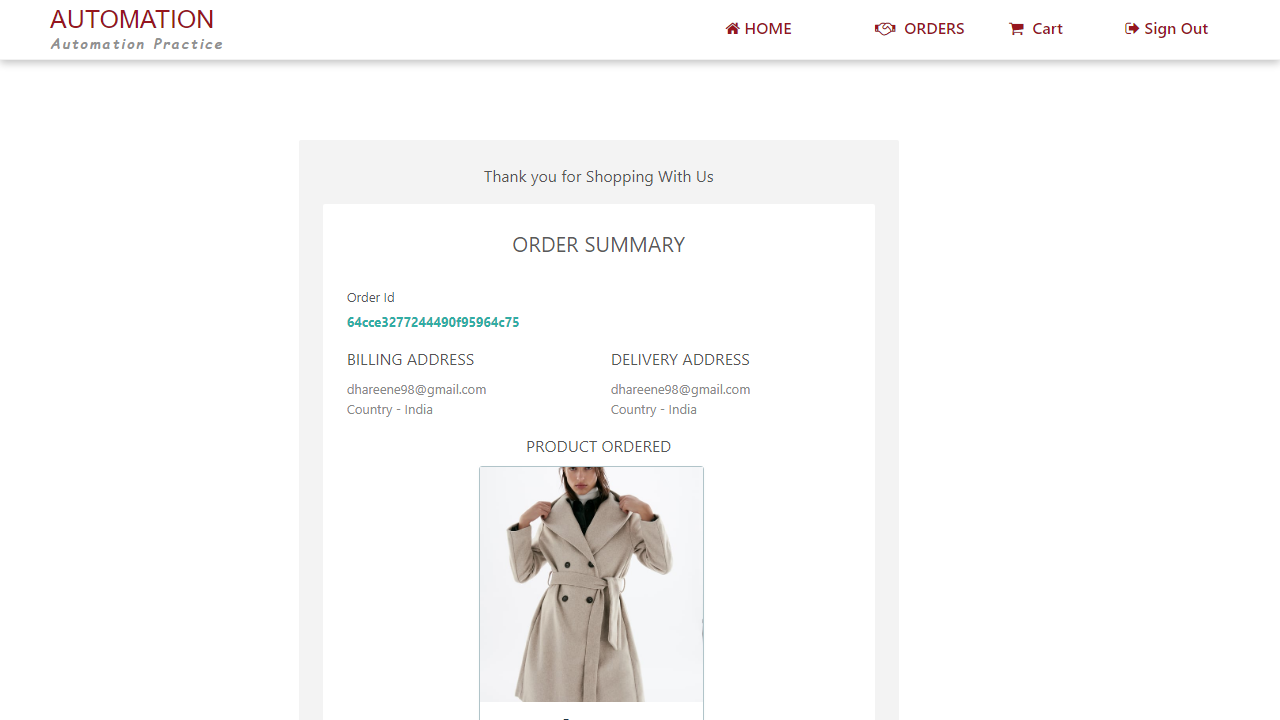 AUTOMATION
Automation Practice
HOME
ORDERS
Cart
Sign Out
Thank you for Shopping With Us
ORDER SUMMARY
Order Id
64cce3277244490f95964c75
BILLING ADDRESS
DELIVERY ADDRESS
dhareene98@gmail.com
dhareene98@gmail.com
Country - India
Country - India
PRODUCT ORDERED